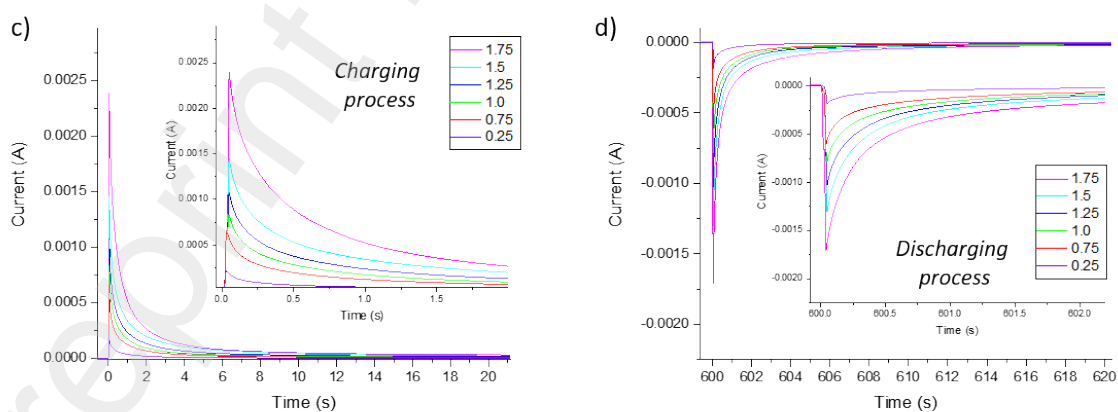 c)
Current (A)
0.0025
0.0020
0.0015
0.0010
0.0005
0.0000
0 2 4 6 8 10 12 14 16 18 20
Time (s)
Current (A)
0.0025
0.0020
0.0015
0.0010
0.0005
0.0 0.5 1.0 1.5
Time (s)
Charging
process
1.75
1.5
1.25
1.0
0.75
0.25
d)
Current (A)
0.0000
-0.0005
-0.0010
-0.0015
-0.0020
600 602 604 606 608 610 612 614 616 618 620
Time (s)
Current (A)
0.0000
-0.0005
-0.0010
-0.0015
-0.0020
600.0 600.5 601.0 601.5 602.0
Time (s)
Discharging
process
1.75
1.5
1.25
1.0
0.75
0.25
reprint